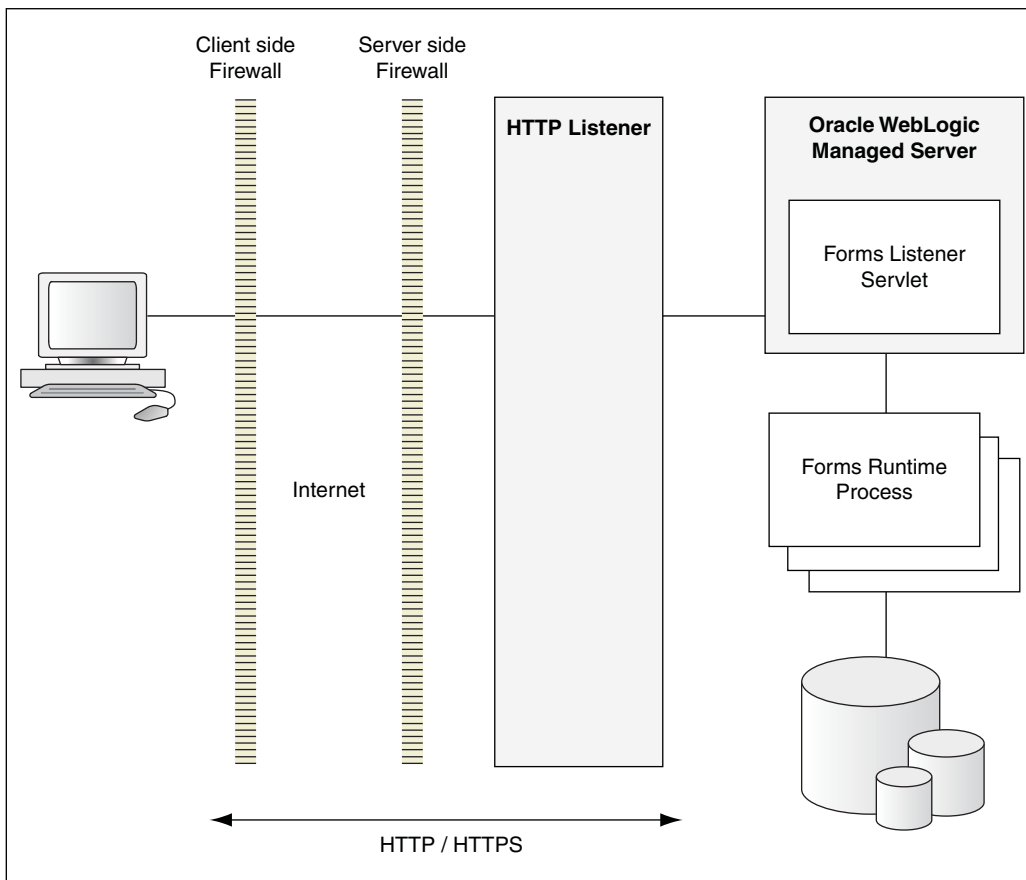 Client side
Firewall
Server side
Firewall
HTTP Listener
Oracle WebLogic
Managed Server
Forms Listener
Servlet
Forms Runtime
Process
Internet
HTTP / HTTPS